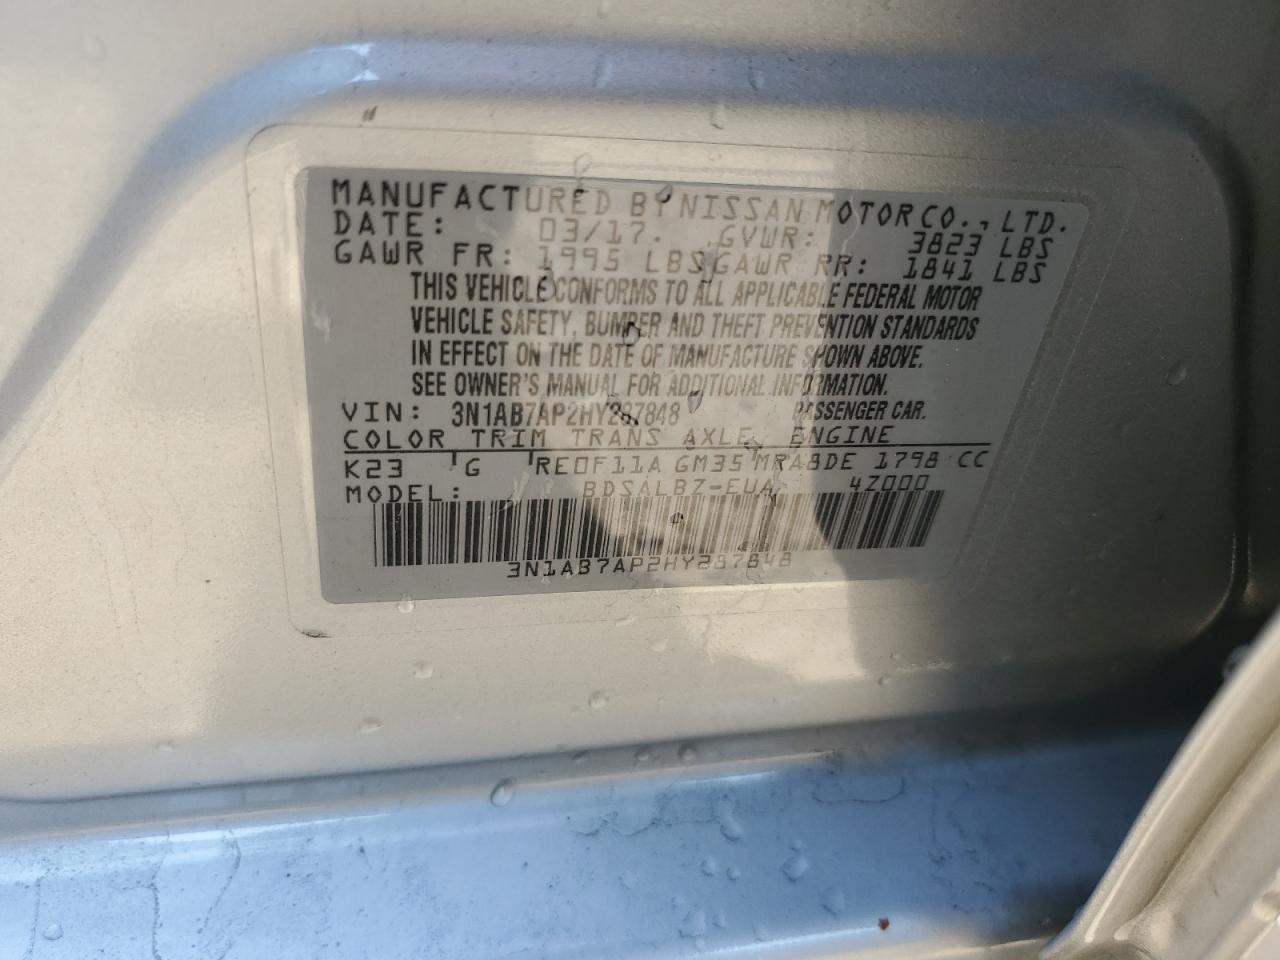 MANUFACTURED BY NISSAN MOTOR CO., LTD.
DATE: 03/17. GVWR: 3823 LBS
GAWR FR: 1995 LBS GAWR RR: 1841 LBS
THIS VEHICLE CONFORMS TO ALL APPLICABLE FEDERAL MOTOR
VEHICLE SAFETY, BUMPER AND THEFT PREVENTION STANDARDS
IN EFFECT ON THE DATE OF MANUFACTURE SHOWN ABOVE.
SEE OWNER'S MANUAL FOR ADDITIONAL INFORMATION.
VIN: 3N1AB7AP2HY287848 PASSENGER CAR.
COLOR TRIM TRANS AXLE ENGINE
K23 G RE0F11A GM35 MRA8DE 1798 CC
MODEL: BDSALBZ-EUA 4Z000
3N1AB7AP2HY287848